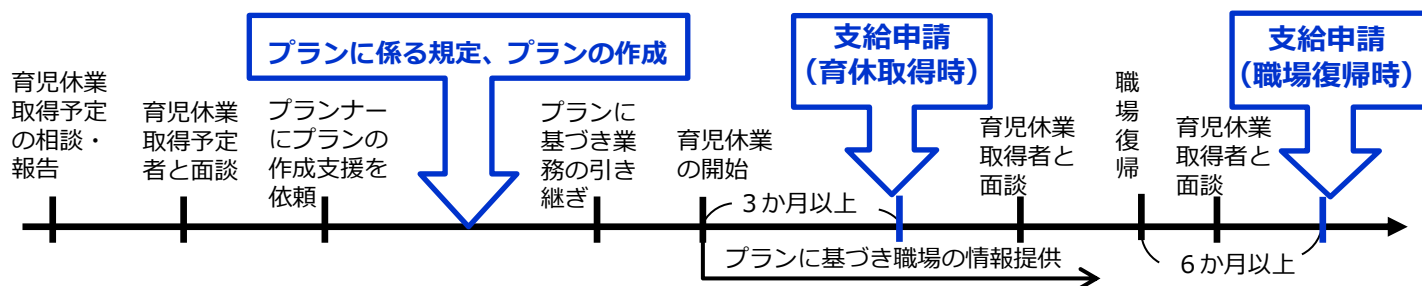 プランに係る規定、プランの作成
支給申請
（育休取得時）
支給申請
（職場復帰時）
育児休業
取得予定
の相談・
報告
育児休業
取得予定
者と面談
プランナー
にプランの
作成支援を
依頼
プランに
基づき業
務の引き
継ぎ
育児休業
の開始
育児休業
取得者と
面談
職場復帰
育児休業
取得者と
面談
３か月以上
プランに基づき職場の情報提供
６か月以上